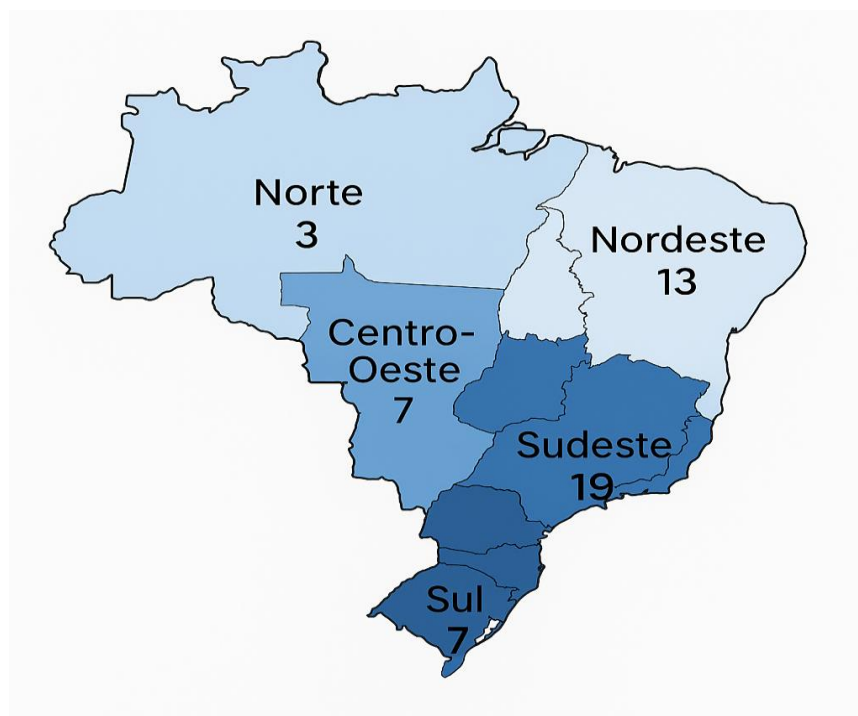 Norte
3
Nordeste
13
Centro-
Oeste
7
Sudeste
19
Sul
7